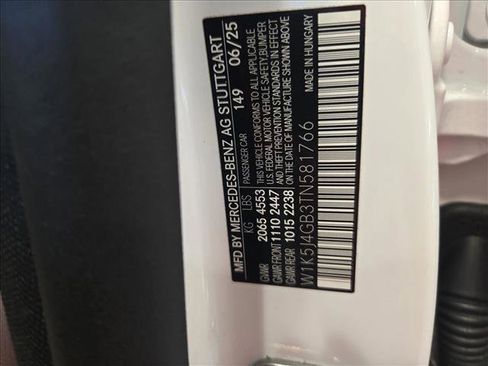 MFD BY MERCEDES-BENZ AG STUTTGART
PASSENGER CAR 149 06/25
KG LBS
GVWR 2065 4553
GAWR FRONT 1110 2447
GAWR REAR 1015 2238
THIS VEHICLE CONFORMS TO ALL APPLICABLE
U.S. FEDERAL MOTOR VEHICLE SAFETY BUMPER
AND THEFT PREVENTION STANDARDS IN EFFECT
ON THE DATE OF MANUFACTURE SHOWN ABOVE
MADE IN HUNGARY
W1K5J4GB3TN581766